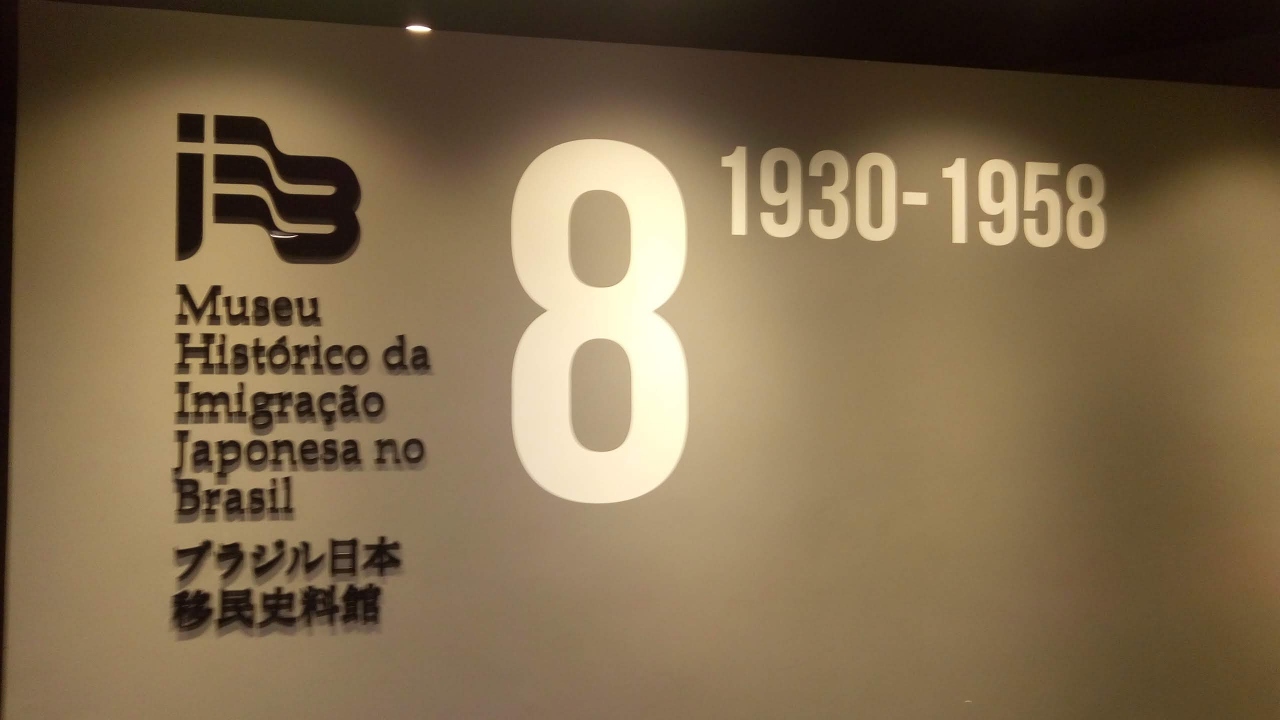 Museu
Histórico da
Imigração
Japonesa no
Brasil
ブラジル日本
移民史料館
8
1930-1958